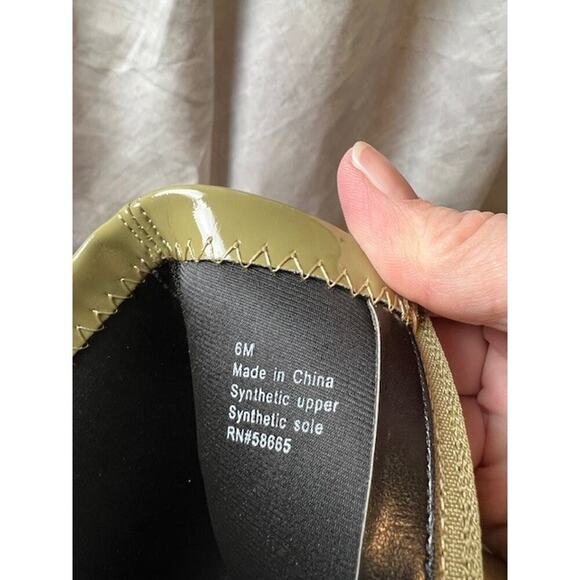 6M
Made in China
Synthetic upper
Synthetic sole
RN#58665